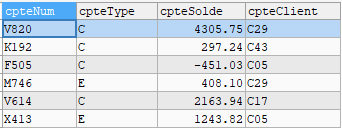 cpteNum cpteType cpteSolde cpteClient
V820 C 4305.75 C29
K192 C 297.24 C43
F505 C -451.03 C05
M746 E 408.10 C29
V614 C 2163.94 C17
X413 E 1243.82 C05